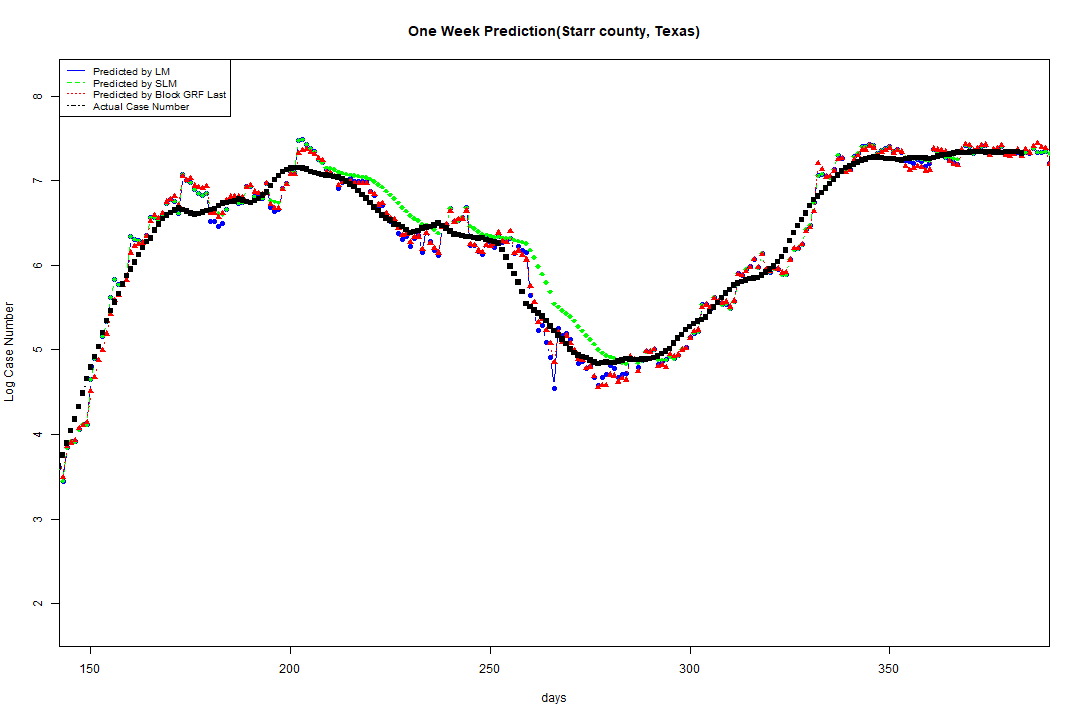 One Week Prediction(Starr county, Texas)
Predicted by LM
Predicted by SLM
Predicted by Block GRF Last
Actual Case Number
8
7
6
5
4
3
2
Log Case Number
150 200 250 300 350
days